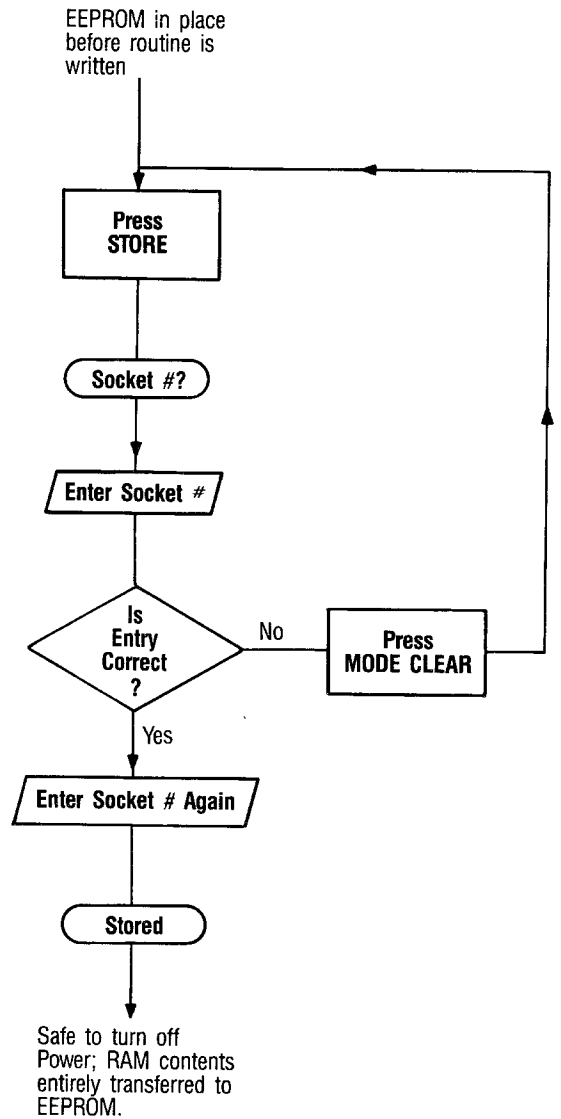 EEPROM in place
before routine is
written
Press
STORE
Socket #?
Enter Socket #
Is
Entry
Correct
?
No
Press
MODE CLEAR
Yes
Enter Socket # Again
Stored
Safe to turn off
Power; RAM contents
entirely transferred to
EEPROM.